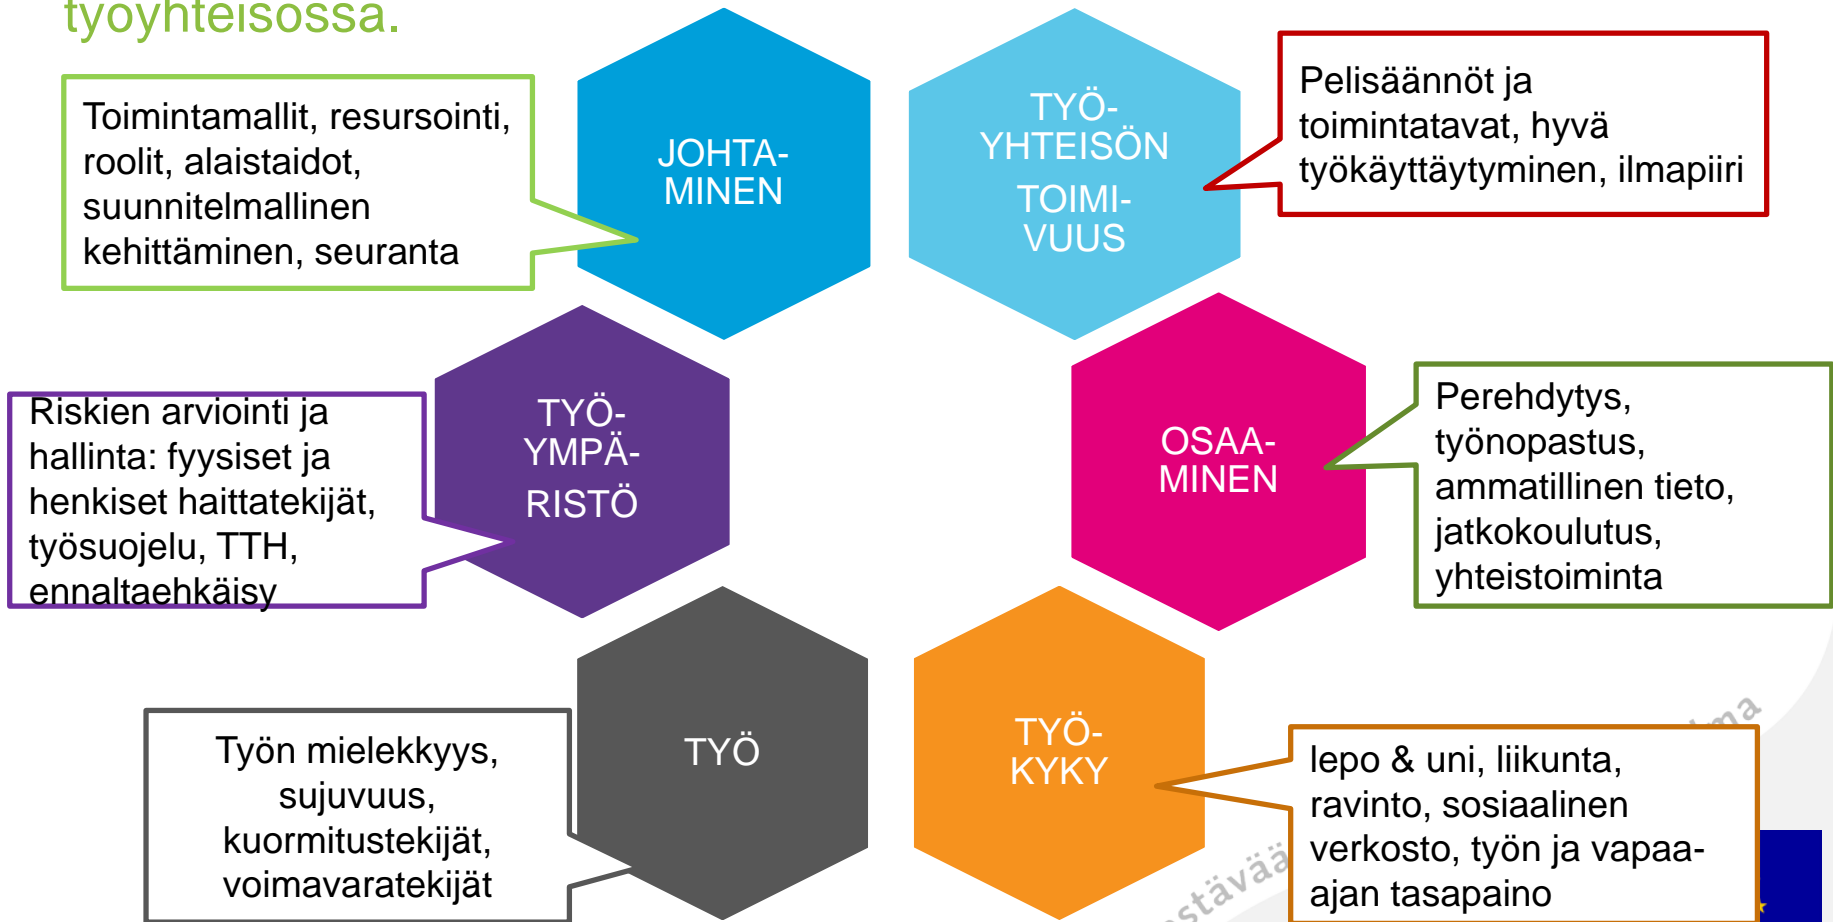 työyhteisössä.
Toimintamallit, resursointi,
roolit, alaistaidot,
suunnitelmallinen
kehittäminen, seuranta
JOHTA-
MINEN
TYÖ-
YHTEISÖN
TOIMI-
VUUS
Pelisäännöt ja
toimintatavat, hyvä
työkäyttäytyminen, ilmapiiri
Riskien arviointi ja
hallinta: fyysiset ja
henkiset haittatekijät,
työsuojelu, TTH,
ennaltaehkäisy
TYÖ-
YMPÄ-
RISTÖ
OSAA-
MINEN
Perehdytys,
työnopastus,
ammatillinen tieto,
jatkokoulutus,
yhteistoiminta
Työn mielekkyys,
sujuvuus,
kuormitustekijät,
voimavaratekijät
TYÖ
TYÖ-
KYKY
lepo & uni, liikunta,
ravinto, sosiaalinen
verkosto, työn ja vapaa-
ajan tasapaino